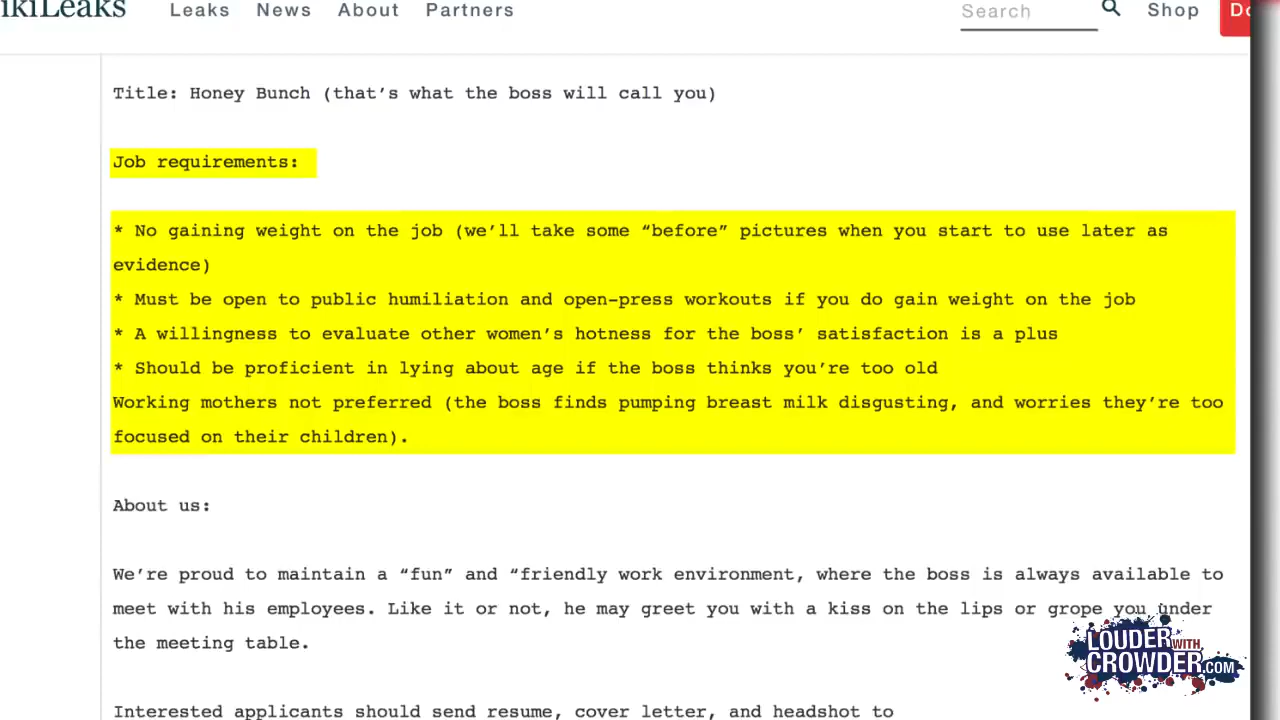 ikiLeaks Leaks News About Partners Search Shop Do
Title: Honey Bunch (that’s what the boss will call you)
Job requirements:
* No gaining weight on the job (we’ll take some “before” pictures when you start to use later as
evidence)
* Must be open to public humiliation and open-press workouts if you do gain weight on the job
* A willingness to evaluate other women’s hotness for the boss’ satisfaction is a plus
* Should be proficient in lying about age if the boss thinks you’re too old
Working mothers not preferred (the boss finds pumping breast milk disgusting, and worries they’re too
focused on their children).
About us:
We’re proud to maintain a “fun” and “friendly work environment, where the boss is always available to
meet with his employees. Like it or not, he may greet you with a kiss on the lips or grope you under
the meeting table.
LOUDER WITH
CROWDER.COM
Interested applicants should send resume, cover letter, and headshot to